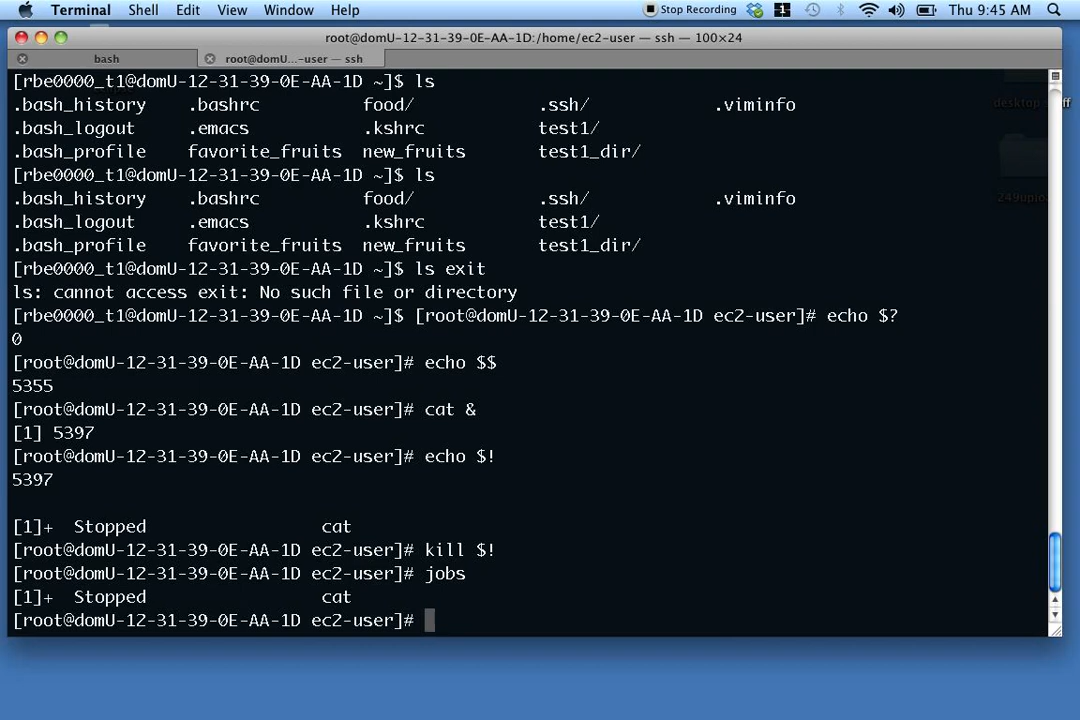 Terminal Shell Edit View Window Help Stop Recording 1 Thu 9:45 AM
root@domU-12-31-39-0E-AA-1D:/home/ec2-user — ssh — 100×24
bash root@domU...-user — ssh
[rbe0000_t1@domU-12-31-39-0E-AA-1D ~]$ ls
.bash_history .bashrc food/ .ssh/ .viminfo
.bash_logout .emacs .kshrc test1/
.bash_profile favorite_fruits new_fruits test1_dir/
[rbe0000_t1@domU-12-31-39-0E-AA-1D ~]$ ls
.bash_history .bashrc food/ .ssh/ .viminfo
.bash_logout .emacs .kshrc test1/
.bash_profile favorite_fruits new_fruits test1_dir/
[rbe0000_t1@domU-12-31-39-0E-AA-1D ~]$ ls exit
ls: cannot access exit: No such file or directory
[rbe0000_t1@domU-12-31-39-0E-AA-1D ~]$ [root@domU-12-31-39-0E-AA-1D ec2-user]# echo $?
0
[root@domU-12-31-39-0E-AA-1D ec2-user]# echo $$
5355
[root@domU-12-31-39-0E-AA-1D ec2-user]# cat &
[1] 5397
[root@domU-12-31-39-0E-AA-1D ec2-user]# echo $!
5397
[1]+ Stopped cat
[root@domU-12-31-39-0E-AA-1D ec2-user]# kill $!
[root@domU-12-31-39-0E-AA-1D ec2-user]# jobs
[1]+ Stopped cat
[root@domU-12-31-39-0E-AA-1D ec2-user]#